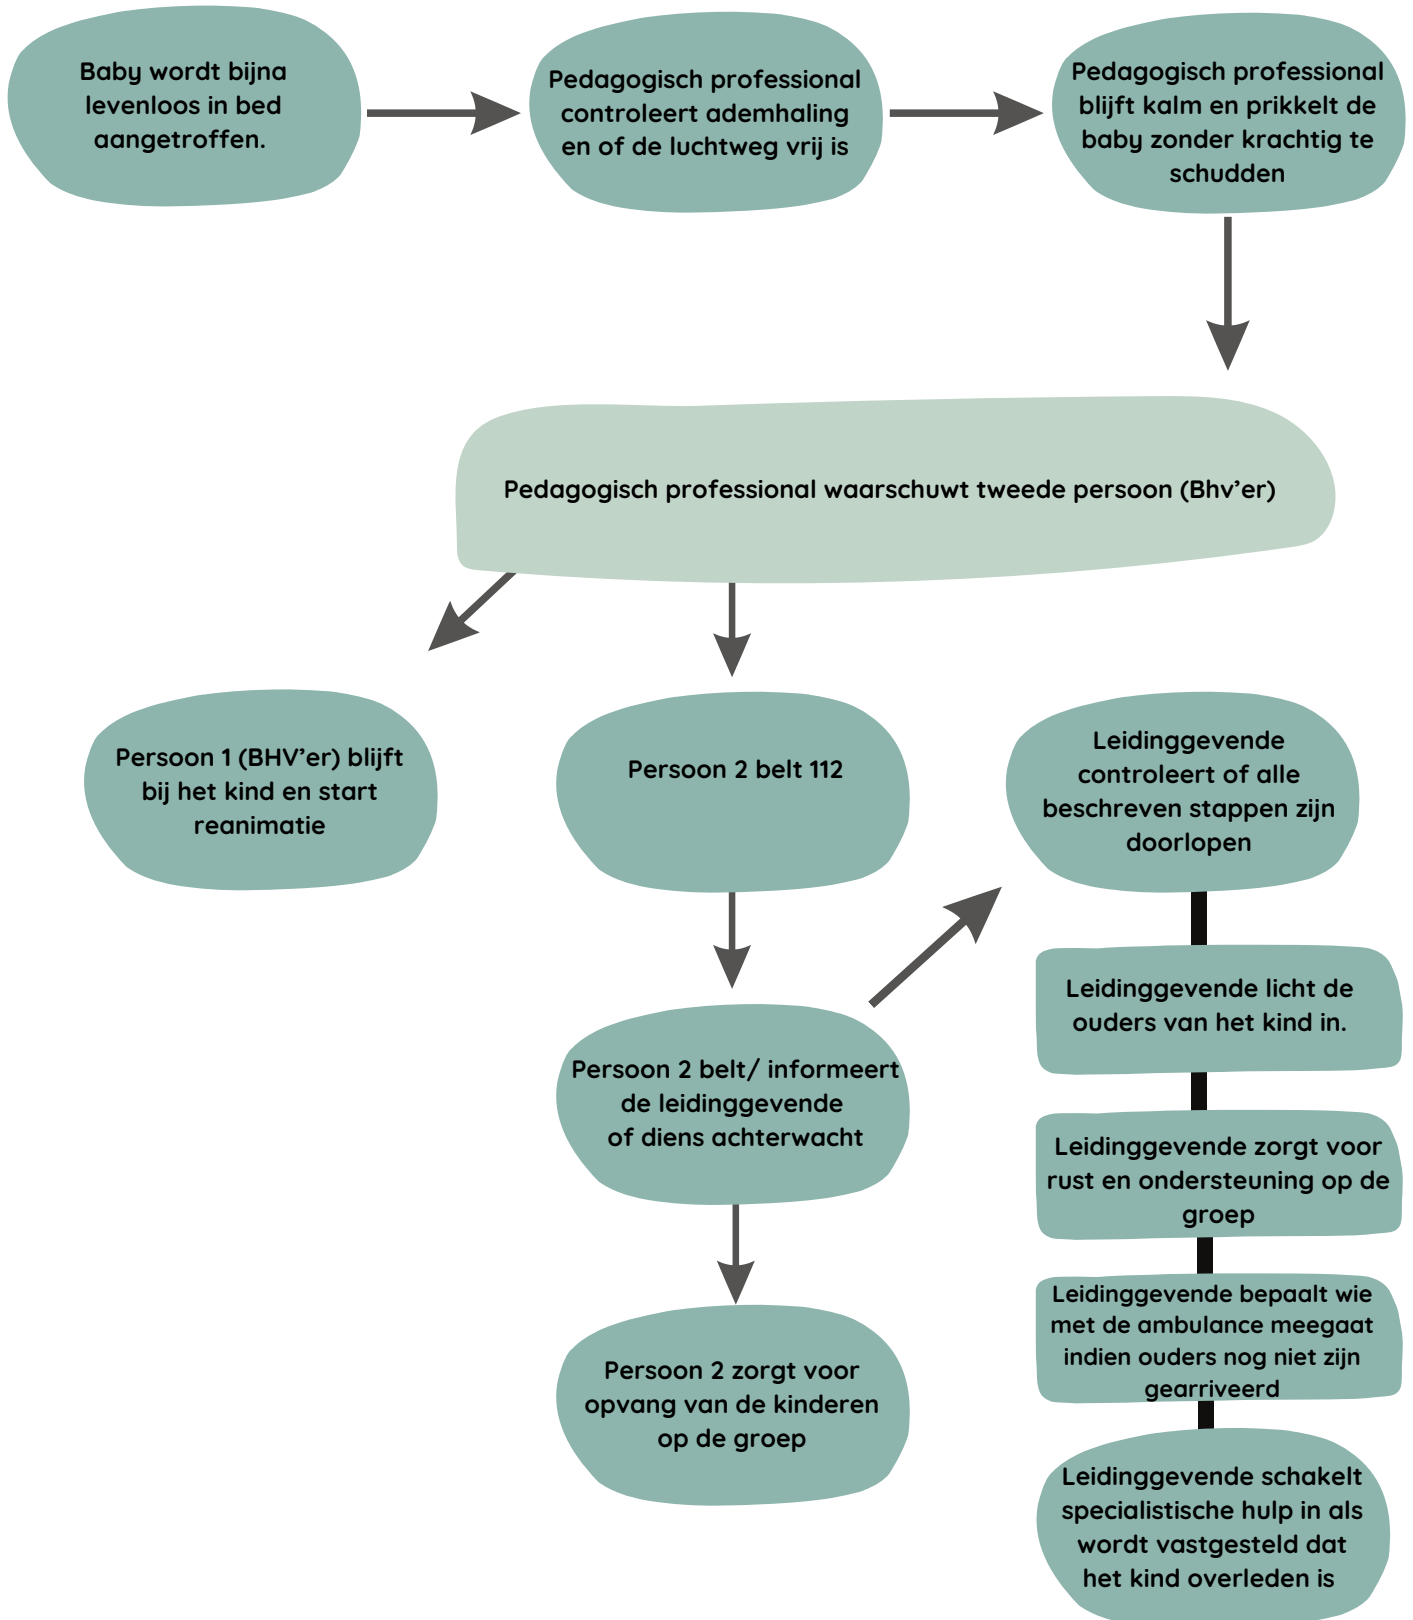 Baby wordt bijna
levenloos in bed
aangetroffen.
Pedagogisch professional
controleert ademhaling
en of de luchtweg vrij is
Pedagogisch professional
blijft kalm en prikkelt de
baby zonder krachtig te
schudden
Pedagogisch professional waarschuwt tweede persoon (Bhv’er)
Persoon 1 (BHV’er) blijft
bij het kind en start
reanimatie
Persoon 2 belt 112
Leidinggevende
controleert of alle
beschreven stappen zijn
doorlopen
Leidinggevende licht de
ouders van het kind in.
Persoon 2 belt/ informeert
de leidinggevende
of diens achterwacht
Leidinggevende zorgt voor
rust en ondersteuning op de
groep
Leidinggevende bepaalt wie
met de ambulance meegaat
indien ouders nog niet zijn
gearriveerd
Persoon 2 zorgt voor
opvang van de kinderen
op de groep
Leidinggevende schakelt
specialistische hulp in als
wordt vastgesteld dat
het kind overleden is